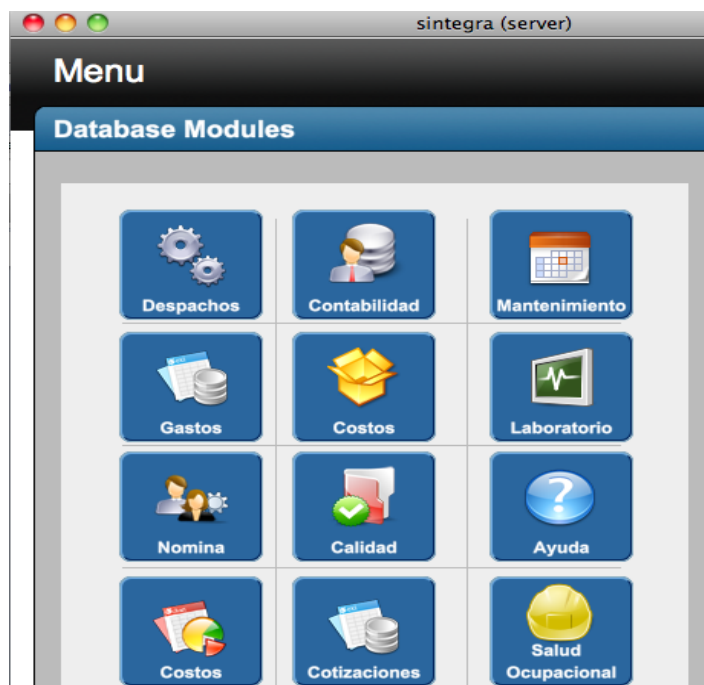 sintegra (server)
Menu
Database Modules
Despachos
Contabilidad
Mantenimiento
Gastos
Costos
Laboratorio
Nomina
Calidad
Ayuda
Costos
Cotizaciones
Salud
Ocupacional